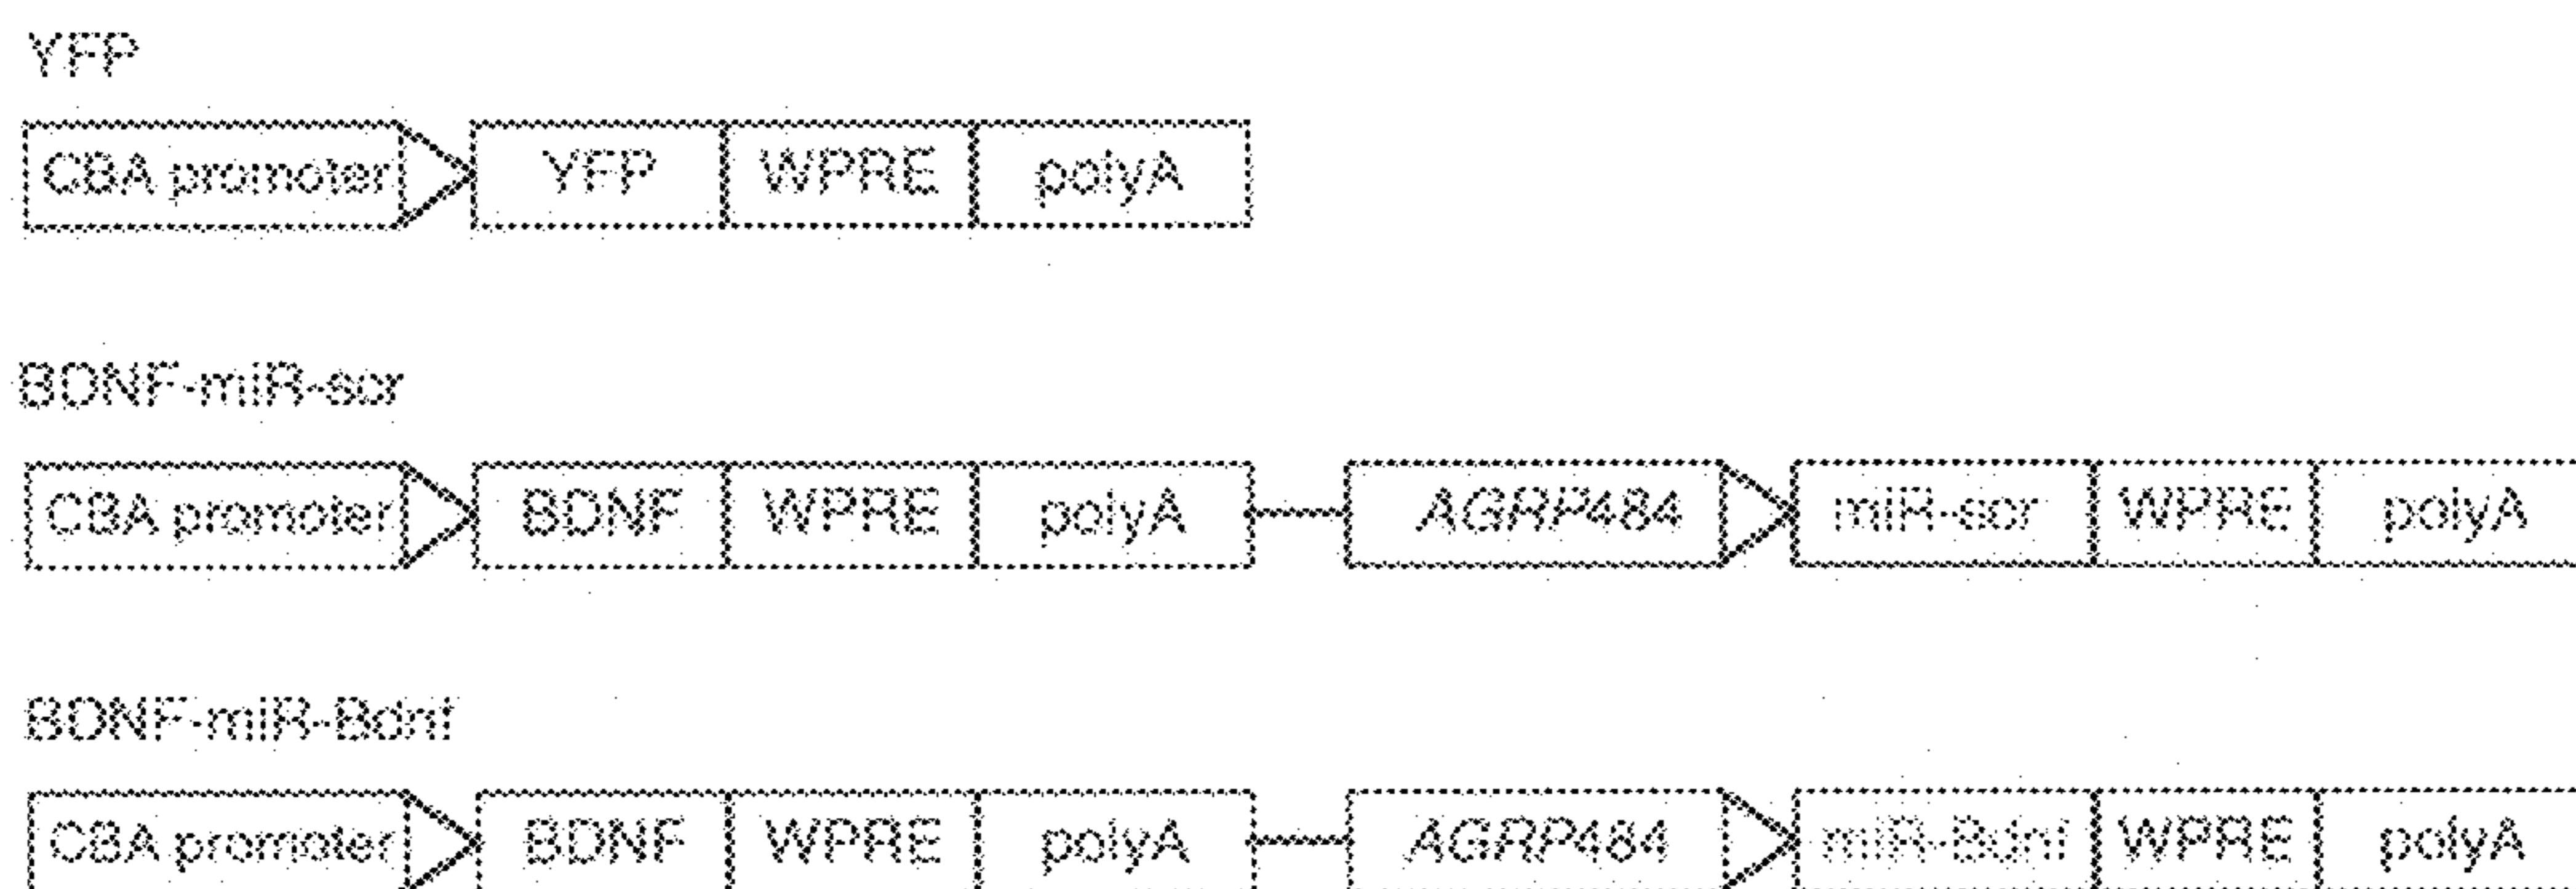 YFP
CBA promoter YFP WPRE polyA
BDNF-miR-scr
CBA promoter BDNF WPRE polyA AGRP484 miR-scr WPRE polyA
BDNF-miR-Bdnf
CBA promoter BDNF WPRE polyA AGRP484 miR-Bdnf WPRE polyA